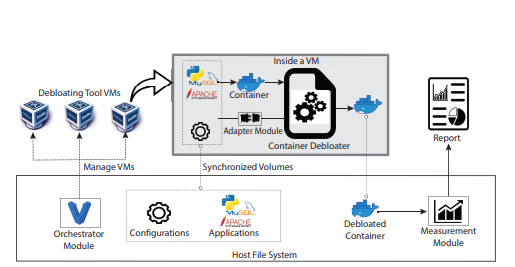 Inside a VM
MySQL
APACHE
Container
Debloating Tool VMs
Adapter Module
Container Debloater
Report
Manage VMs
Synchronized Volumes
MySQL
APACHE
Debloated
Container
Orchestrator
Module
Configurations
Applications
Measurement
Module
Host File System